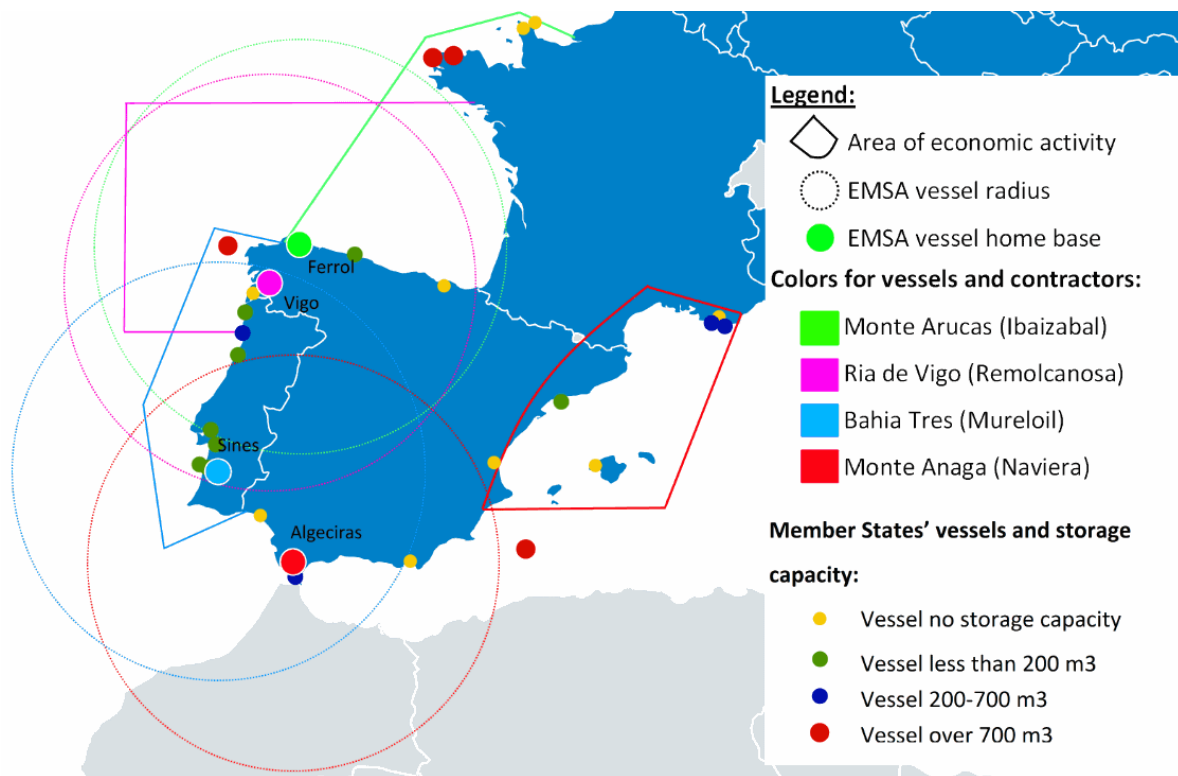 Ferrol
Vigo
Sines
Algeciras
Legend:
Area of economic activity
EMSA vessel radius
EMSA vessel home base
Colors for vessels and contractors:
Monte Arucas (Ibaizabal)
Ria de Vigo (Remolcanosa)
Bahia Tres (Mureloil)
Monte Anaga (Naviera)
Member States’ vessels and storage
capacity:
Vessel no storage capacity
Vessel less than 200 m3
Vessel 200-700 m3
Vessel over 700 m3